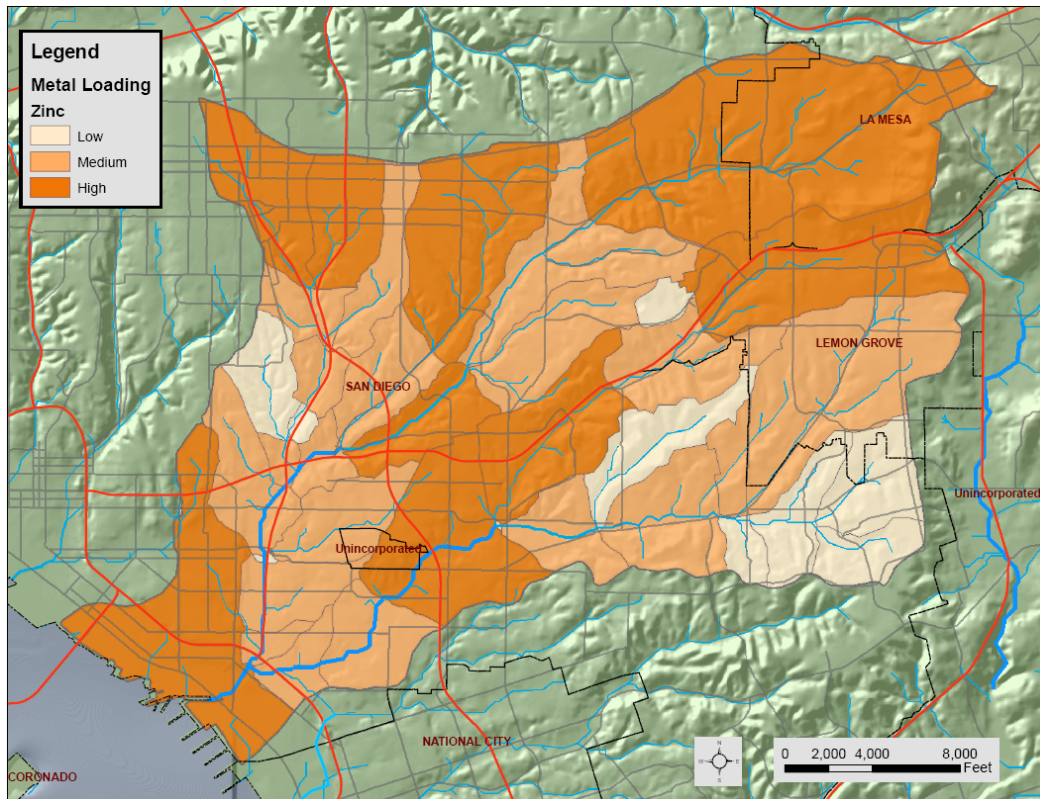 Legend
Metal Loading
Zinc
Low
Medium
High
LA MESA
LEMON GROVE
SAN DIEGO
Unincorporated
Unincorporated
NATIONAL CITY
CORONADO
N
W E
S
0 2,000 4,000 8,000
Feet